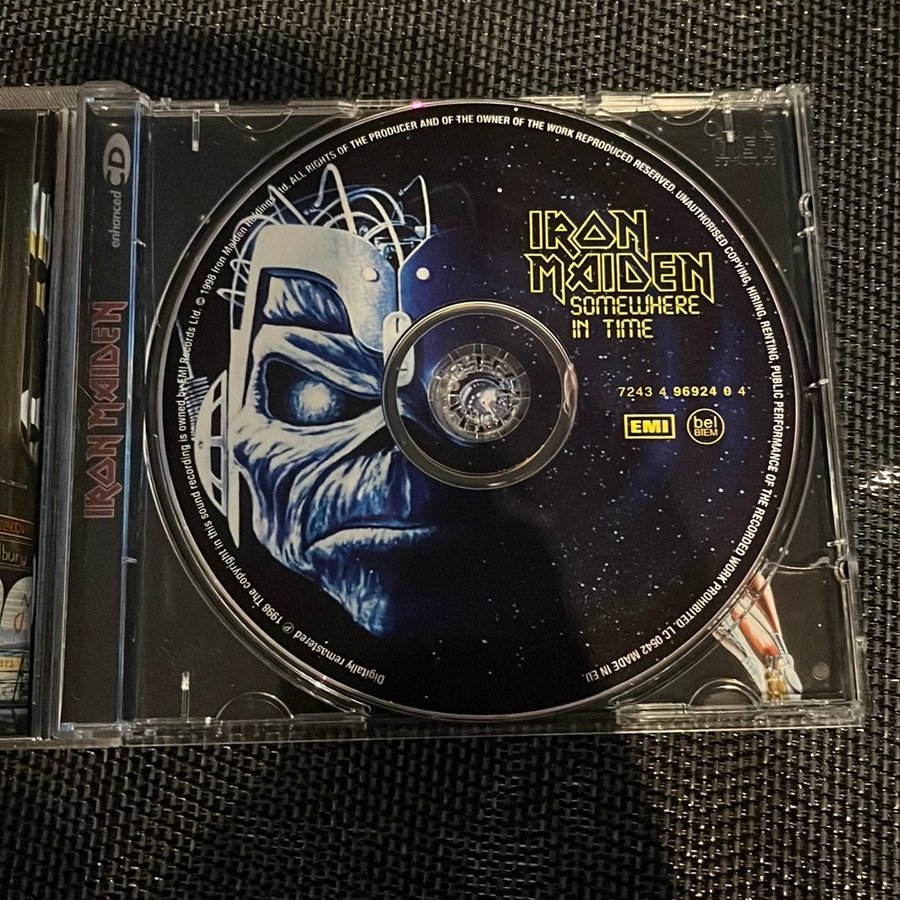 enhanced CD
IRON MAIDEN
IRON
MAIDEN
SOMEWHERE
IN TIME
7243 4 96924 0 4
EMI
bel
BIEM
Digitally remastered ℗ 1998 The copyright in this sound recording is owned by EMI Records Ltd. © 1998 Iron Maiden Holdings Ltd. ALL RIGHTS OF THE PRODUCER AND OF THE OWNER OF THE WORK REPRODUCED RESERVED. UNAUTHORISED COPYING, HIRING, RENTING, PUBLIC PERFORMANCE OF THE RECORDED WORK PROHIBITED. LC 0542 MADE IN EU.